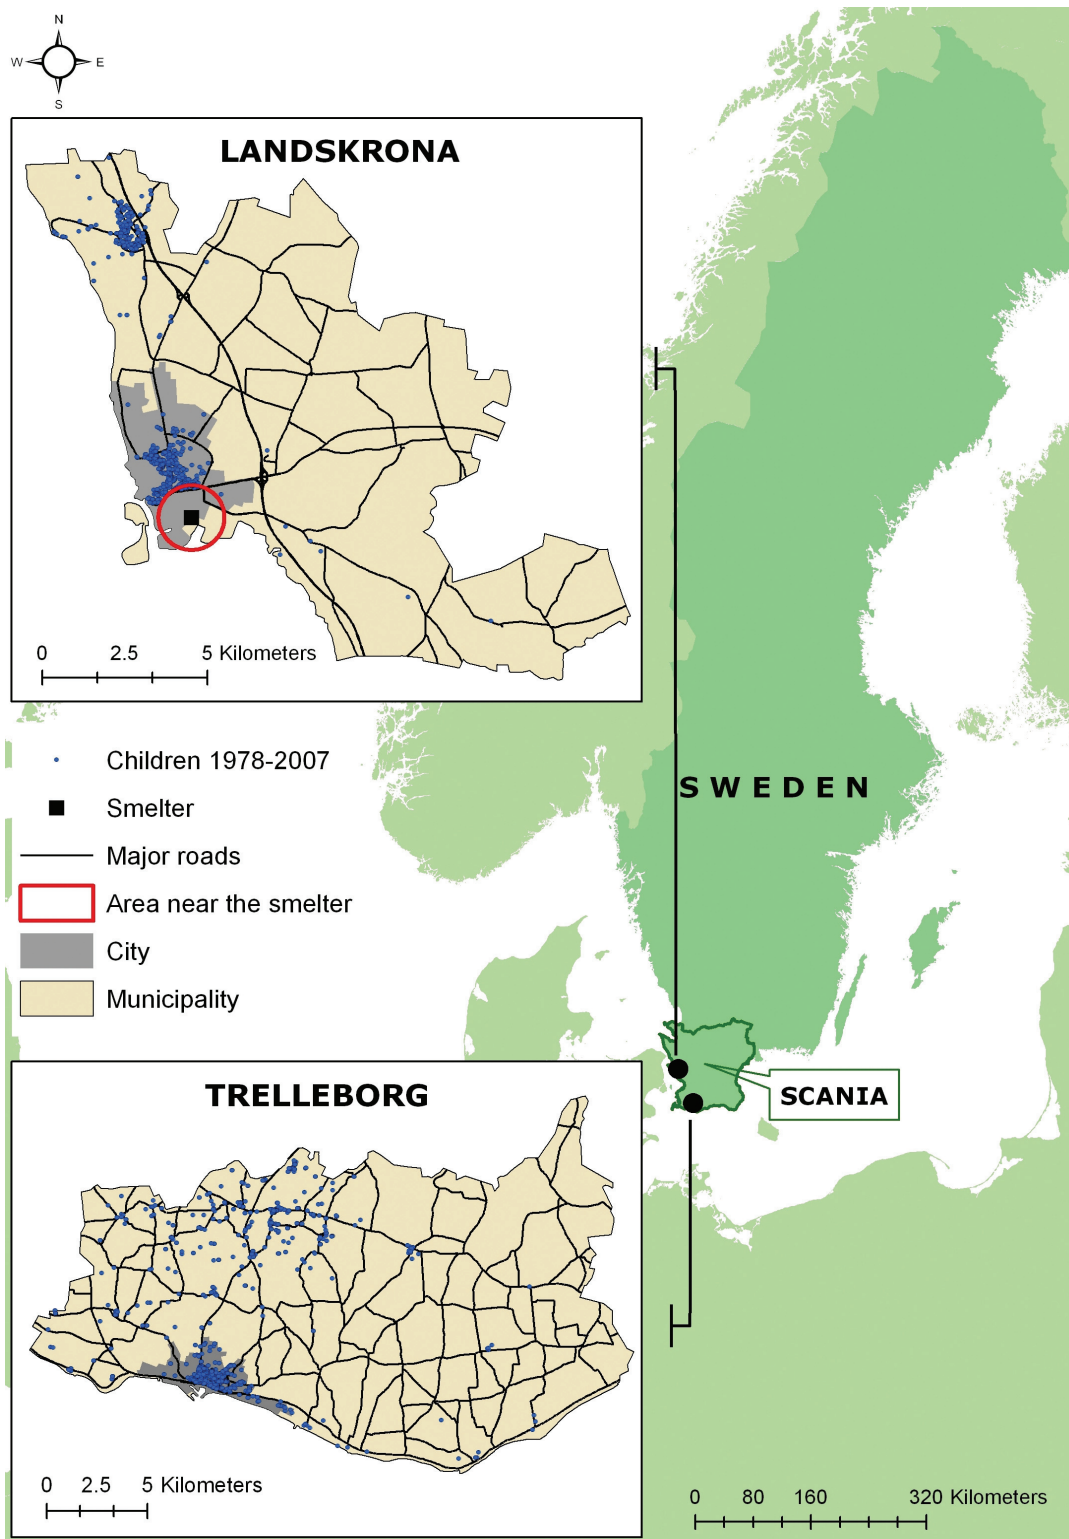 N
W E
S
LANDSKRONA
0 2.5 5 Kilometers
Children 1978-2007
Smelter
Major roads
Area near the smelter
City
Municipality
SWEDEN
SCANIA
TRELLEBORG
0 2.5 5 Kilometers
0 80 160 320 Kilometers